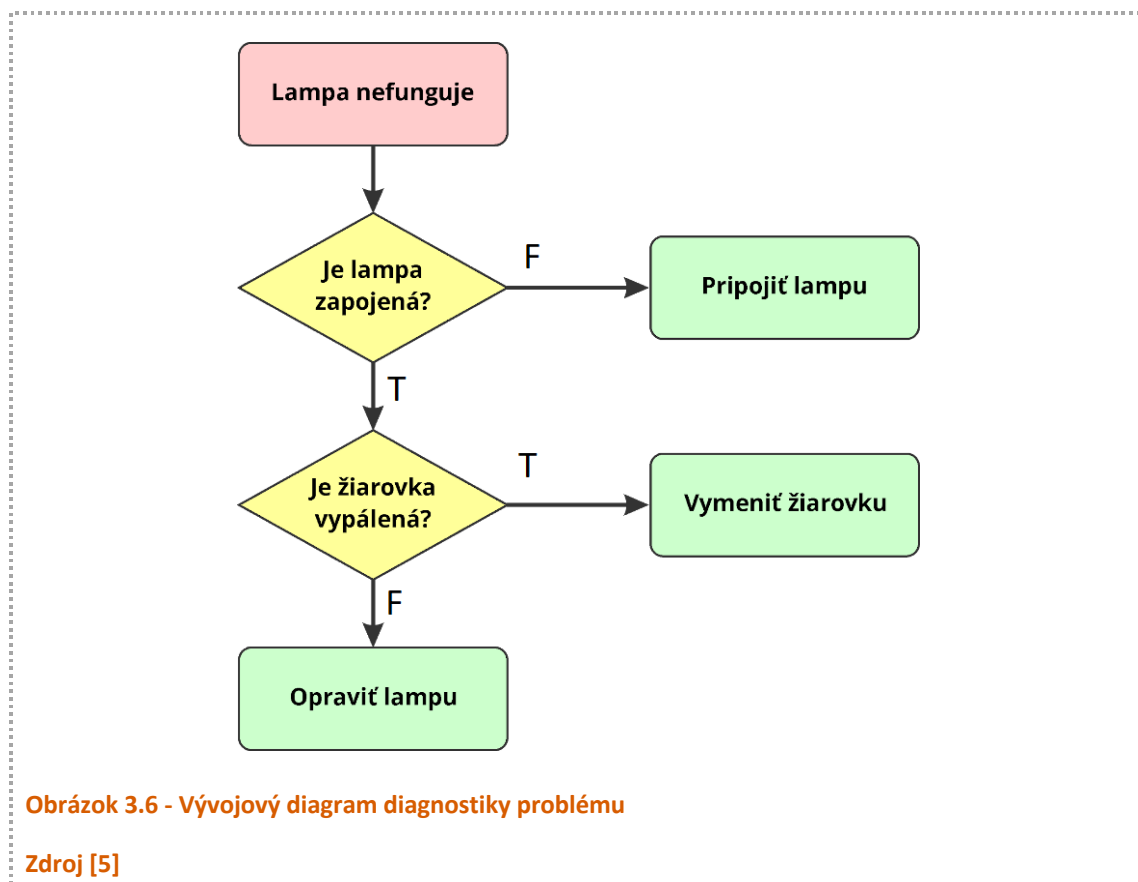 Lampa nefunguje
Je lampa
zapojená?
F
Pripojiť lampu
T
Je žiarovka
vypálená?
T
Vymeniť žiarovku
F
Opraviť lampu
Obrázok 3.6 - Vývojový diagram diagnostiky problému
Zdroj [5]